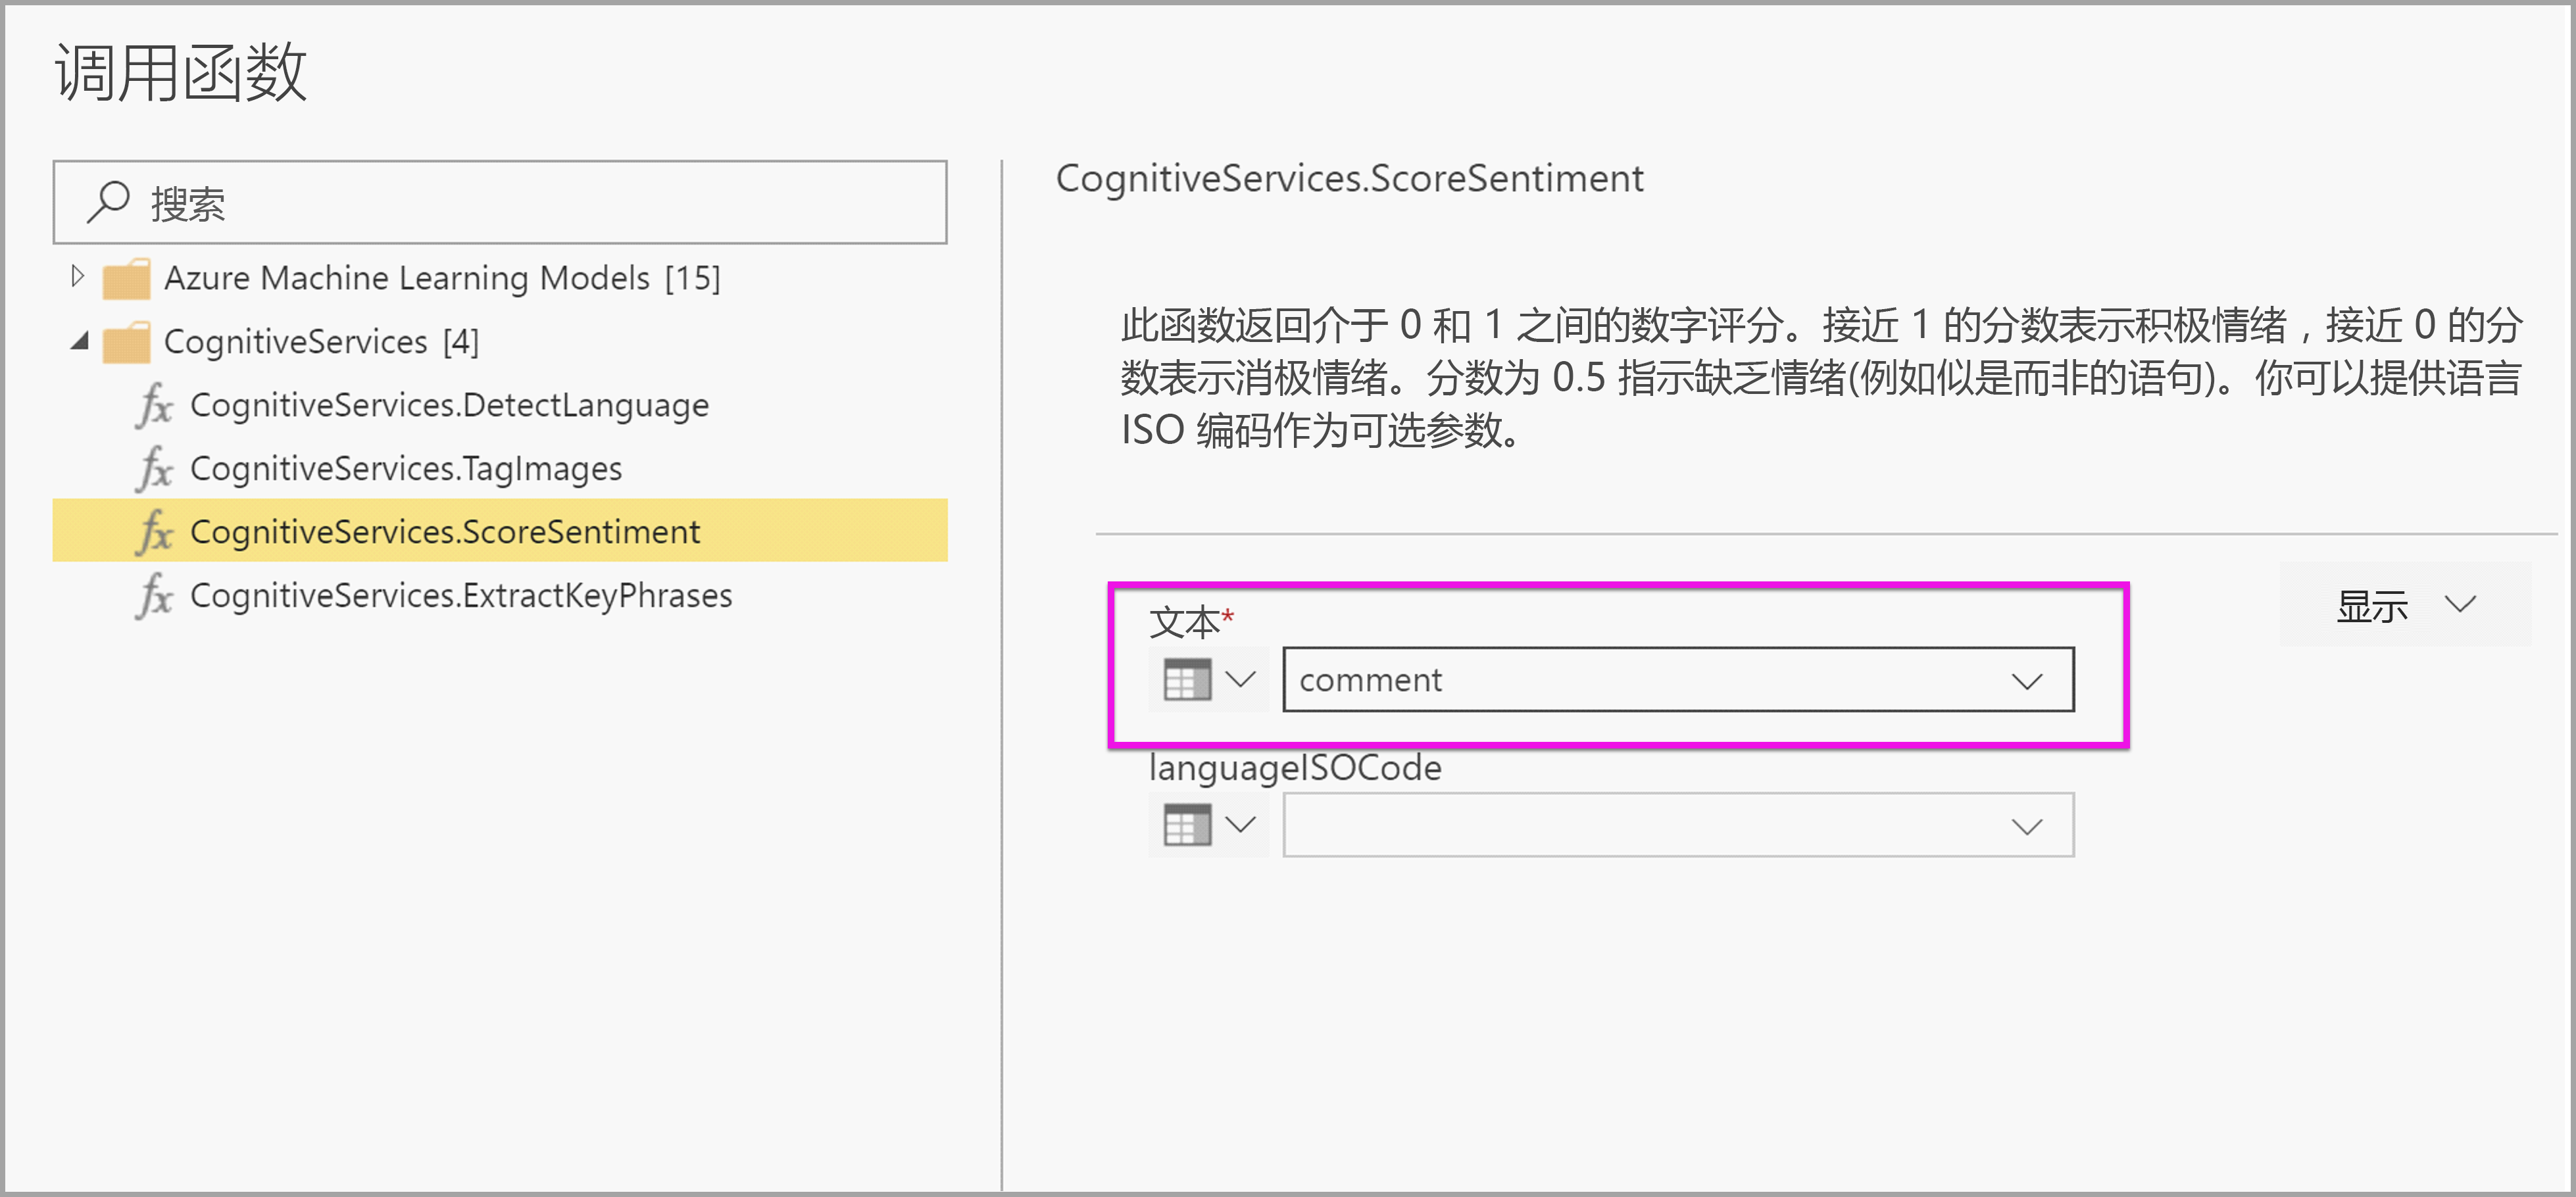 调用函数
搜索
Azure Machine Learning Models [15]
CognitiveServices [4]
fx CognitiveServices.DetectLanguage
fx CognitiveServices.TagImages
fx CognitiveServices.ScoreSentiment
fx CognitiveServices.ExtractKeyPhrases
CognitiveServices.ScoreSentiment
此函数返回介于 0 和 1 之间的数字评分。接近 1 的分数表示积极情绪，接近 0 的分
数表示消极情绪。分数为 0.5 指示缺乏情绪(例如似是而非的语句)。你可以提供语言
ISO 编码作为可选参数。
显示
文本*
comment
languageISOCode